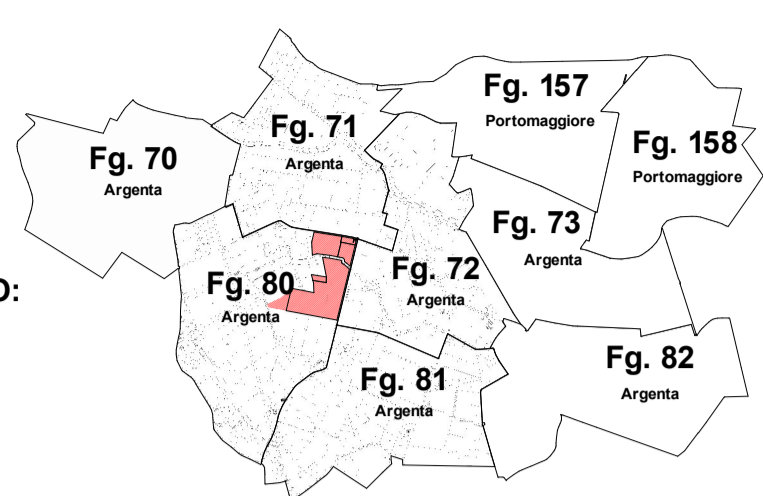 Fg. 157
Portomaggiore
Fg. 71
Argenta
Fg. 158
Portomaggiore
Fg. 70
Argenta
Fg. 73
Argenta
Fg. 72
Argenta
Fg. 80
Argenta
O:
Fg. 82
Argenta
Fg. 81
Argenta